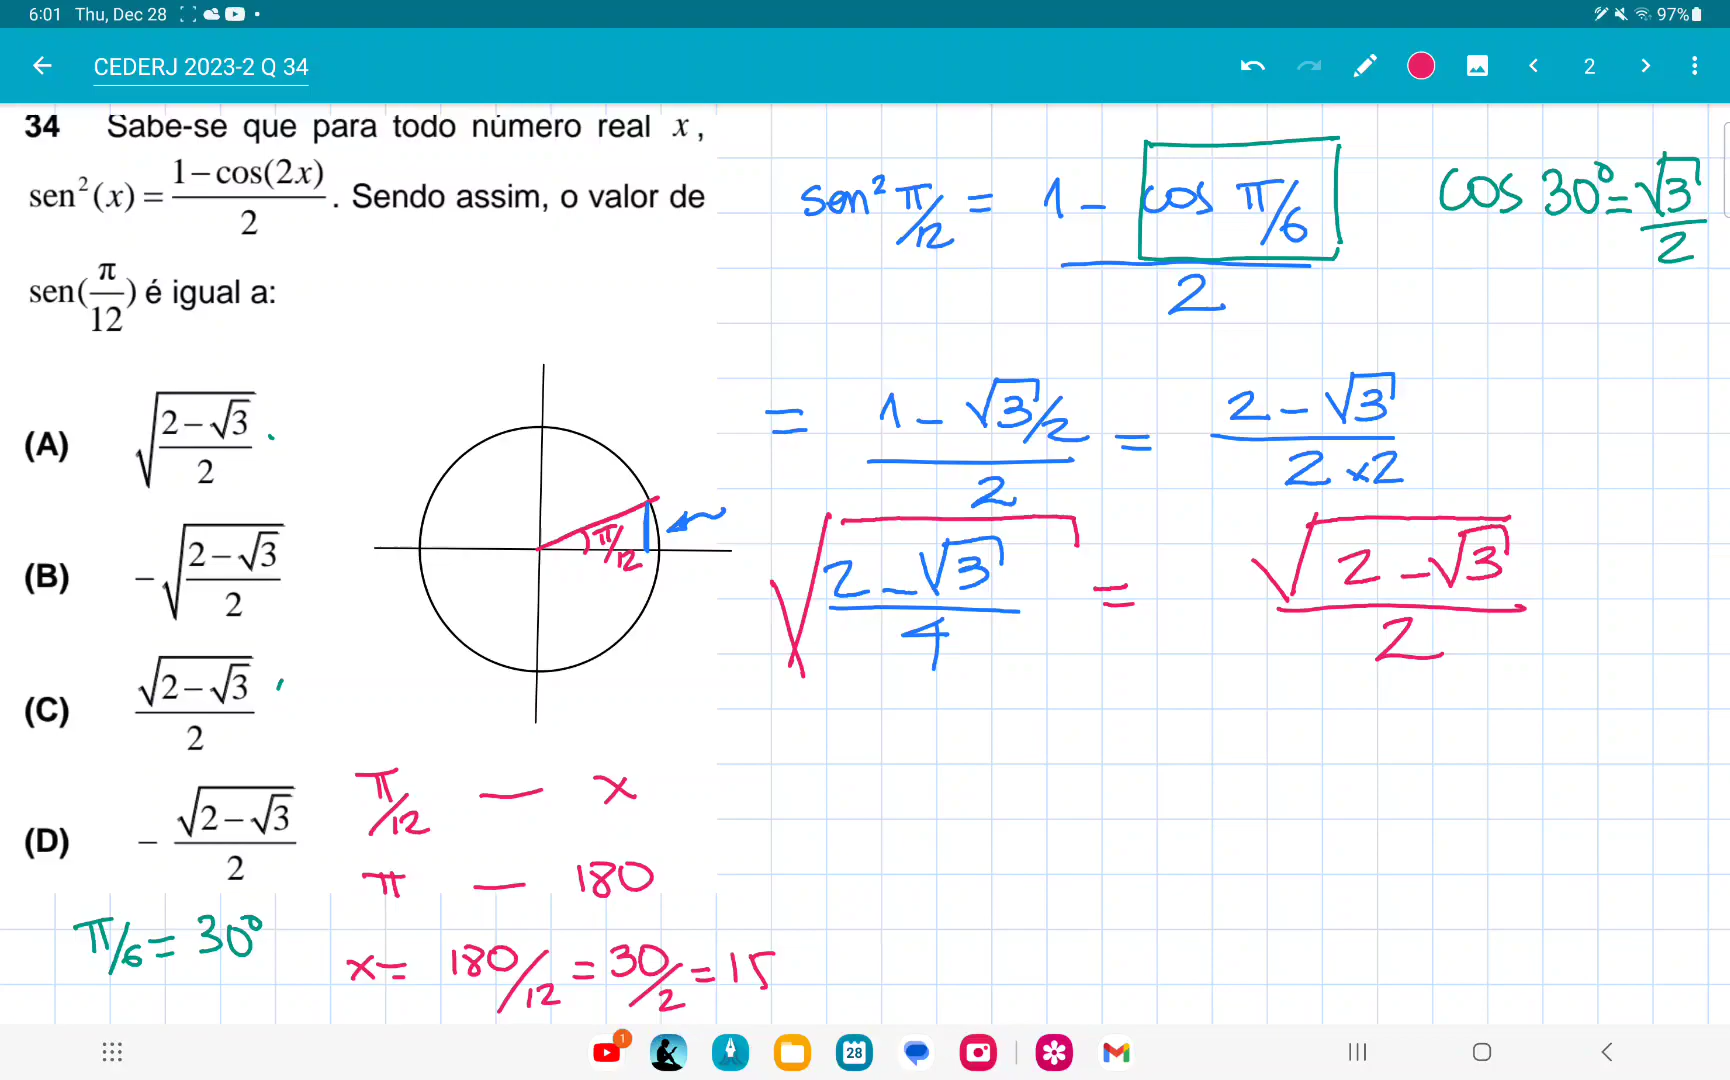 6:01 Thu, Dec 28 97%
CEDERJ 2023-2 Q 34 2
34 Sabe-se que para todo número real x,
sen²(x) = (1-cos(2x))/2. Sendo assim, o valor de
sen(π/12) é igual a:
(A) √((2-√3)/2)
(B) -√((2-√3)/2)
(C) √(2-√3)/2
(D) -√(2-√3)/2
π/6 = 30°
π/12
π/12 — x
π — 180
x = 180/12 = 30/2 = 15
sen² π/12 = (1 - cos π/6)/2
cos 30° = √3/2
= (1 - √3/2)/2 = (2 - √3)/(2×2)
√((2-√3)/4) = √(2-√3)/2
1
28